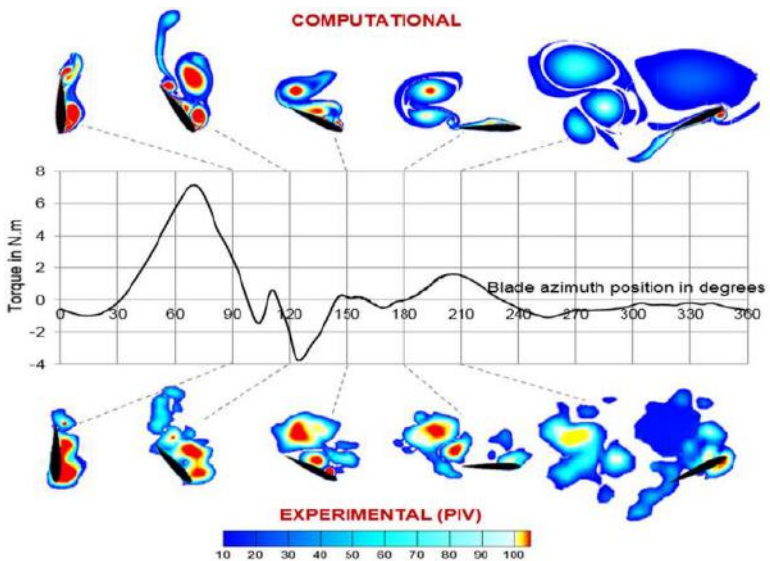 COMPUTATIONAL
8
6
4
2
0
-2
-4
Torque in N.m
Blade azimuth position in degrees
0 30 60 90 120 150 180 210 240 270 300 330 360
EXPERIMENTAL (PIV)
10 20 30 40 50 60 70 80 90 100